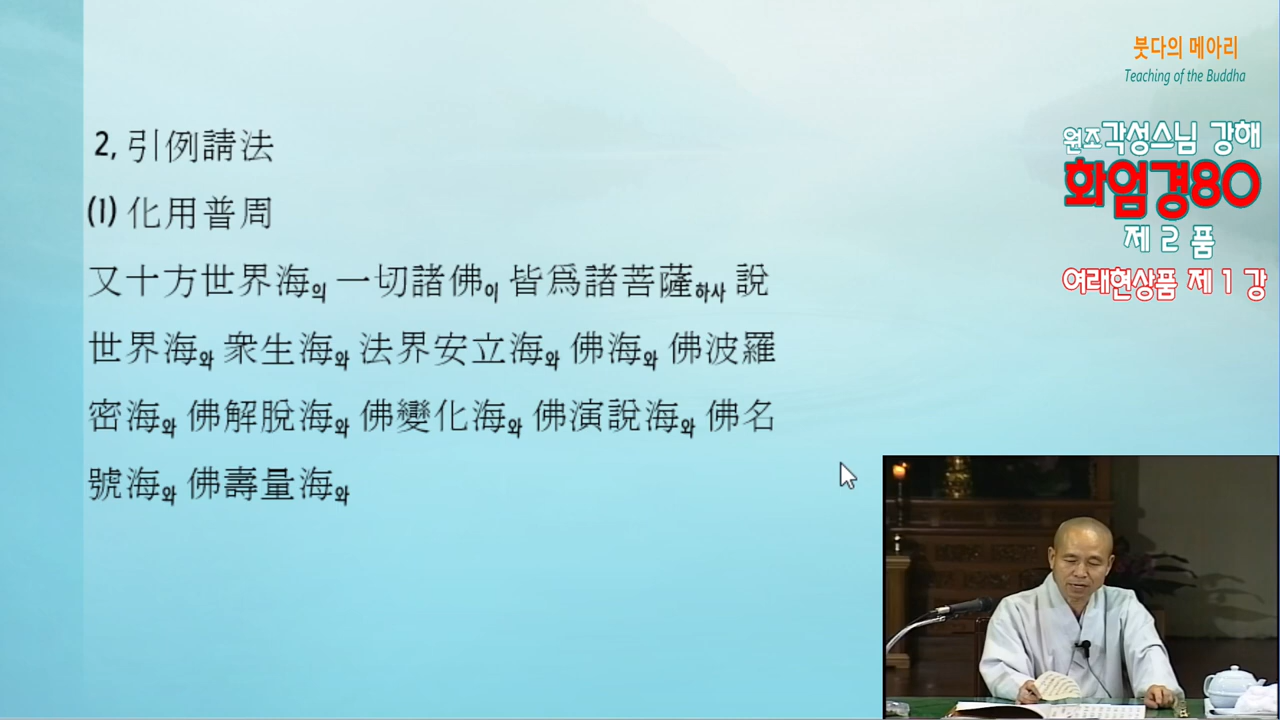 2, 引例請法
(1) 化用普周
又十方世界海의 一切諸佛이 皆爲諸菩薩하사 說
世界海와 衆生海와 法界安立海와 佛海와 佛波羅
密海와 佛解脫海와 佛變化海와 佛演說海와 佛名
號海와 佛壽量海와
붓다의 메아리
Teaching of the Buddha
원조각성스님 강해
화엄경80
제 2 품
여래현상품 제 1 강